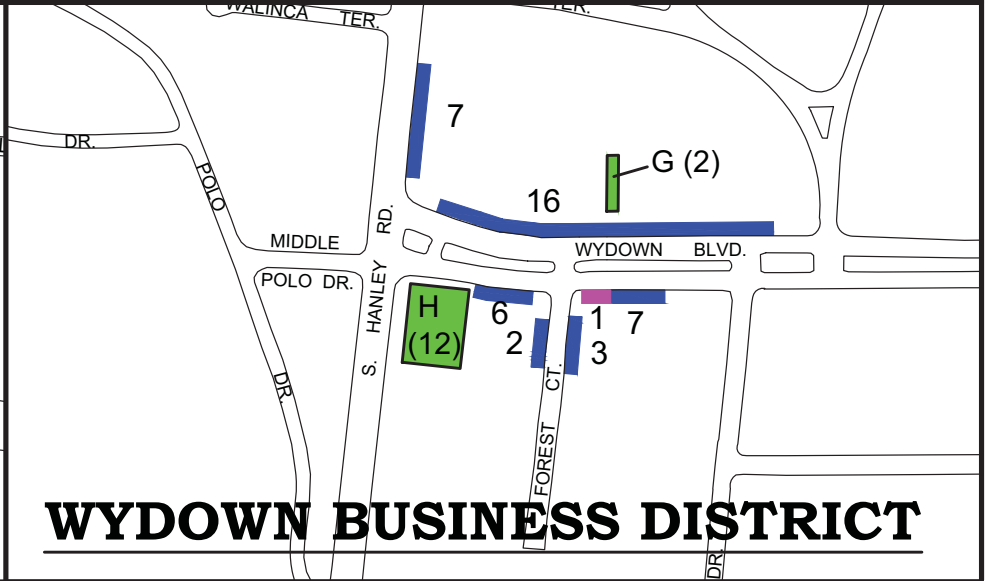 WALINCA TER.
TER.
7
DR.
G (2)
POLO
16
RD.
MIDDLE
WYDOWN BLVD.
POLO DR.
HANLEY
H
(12)
6
2
1
7
3
S.
CT.
DR.
FOREST
WYDOWN BUSINESS DISTRICT
DR.